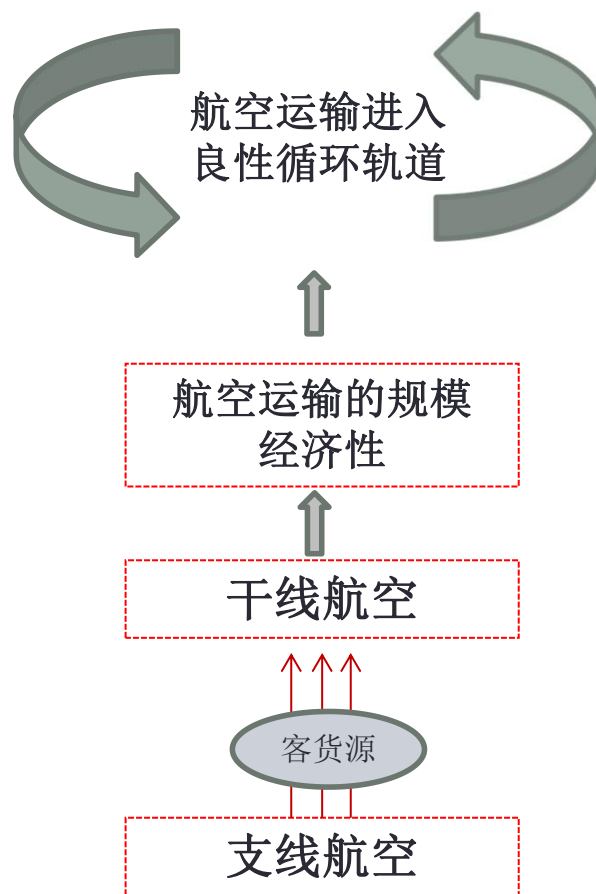 航空运输进入
良性循环轨道
航空运输的规模
经济性
干线航空
客货源
支线航空